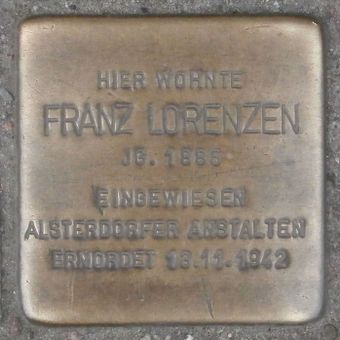 HIER WOHNTE
FRANZ LORENZEN
JG. 1885
EINGEWIESEN
ALSTERDORFER ANSTALTEN
ERMORDET 13.11.1942